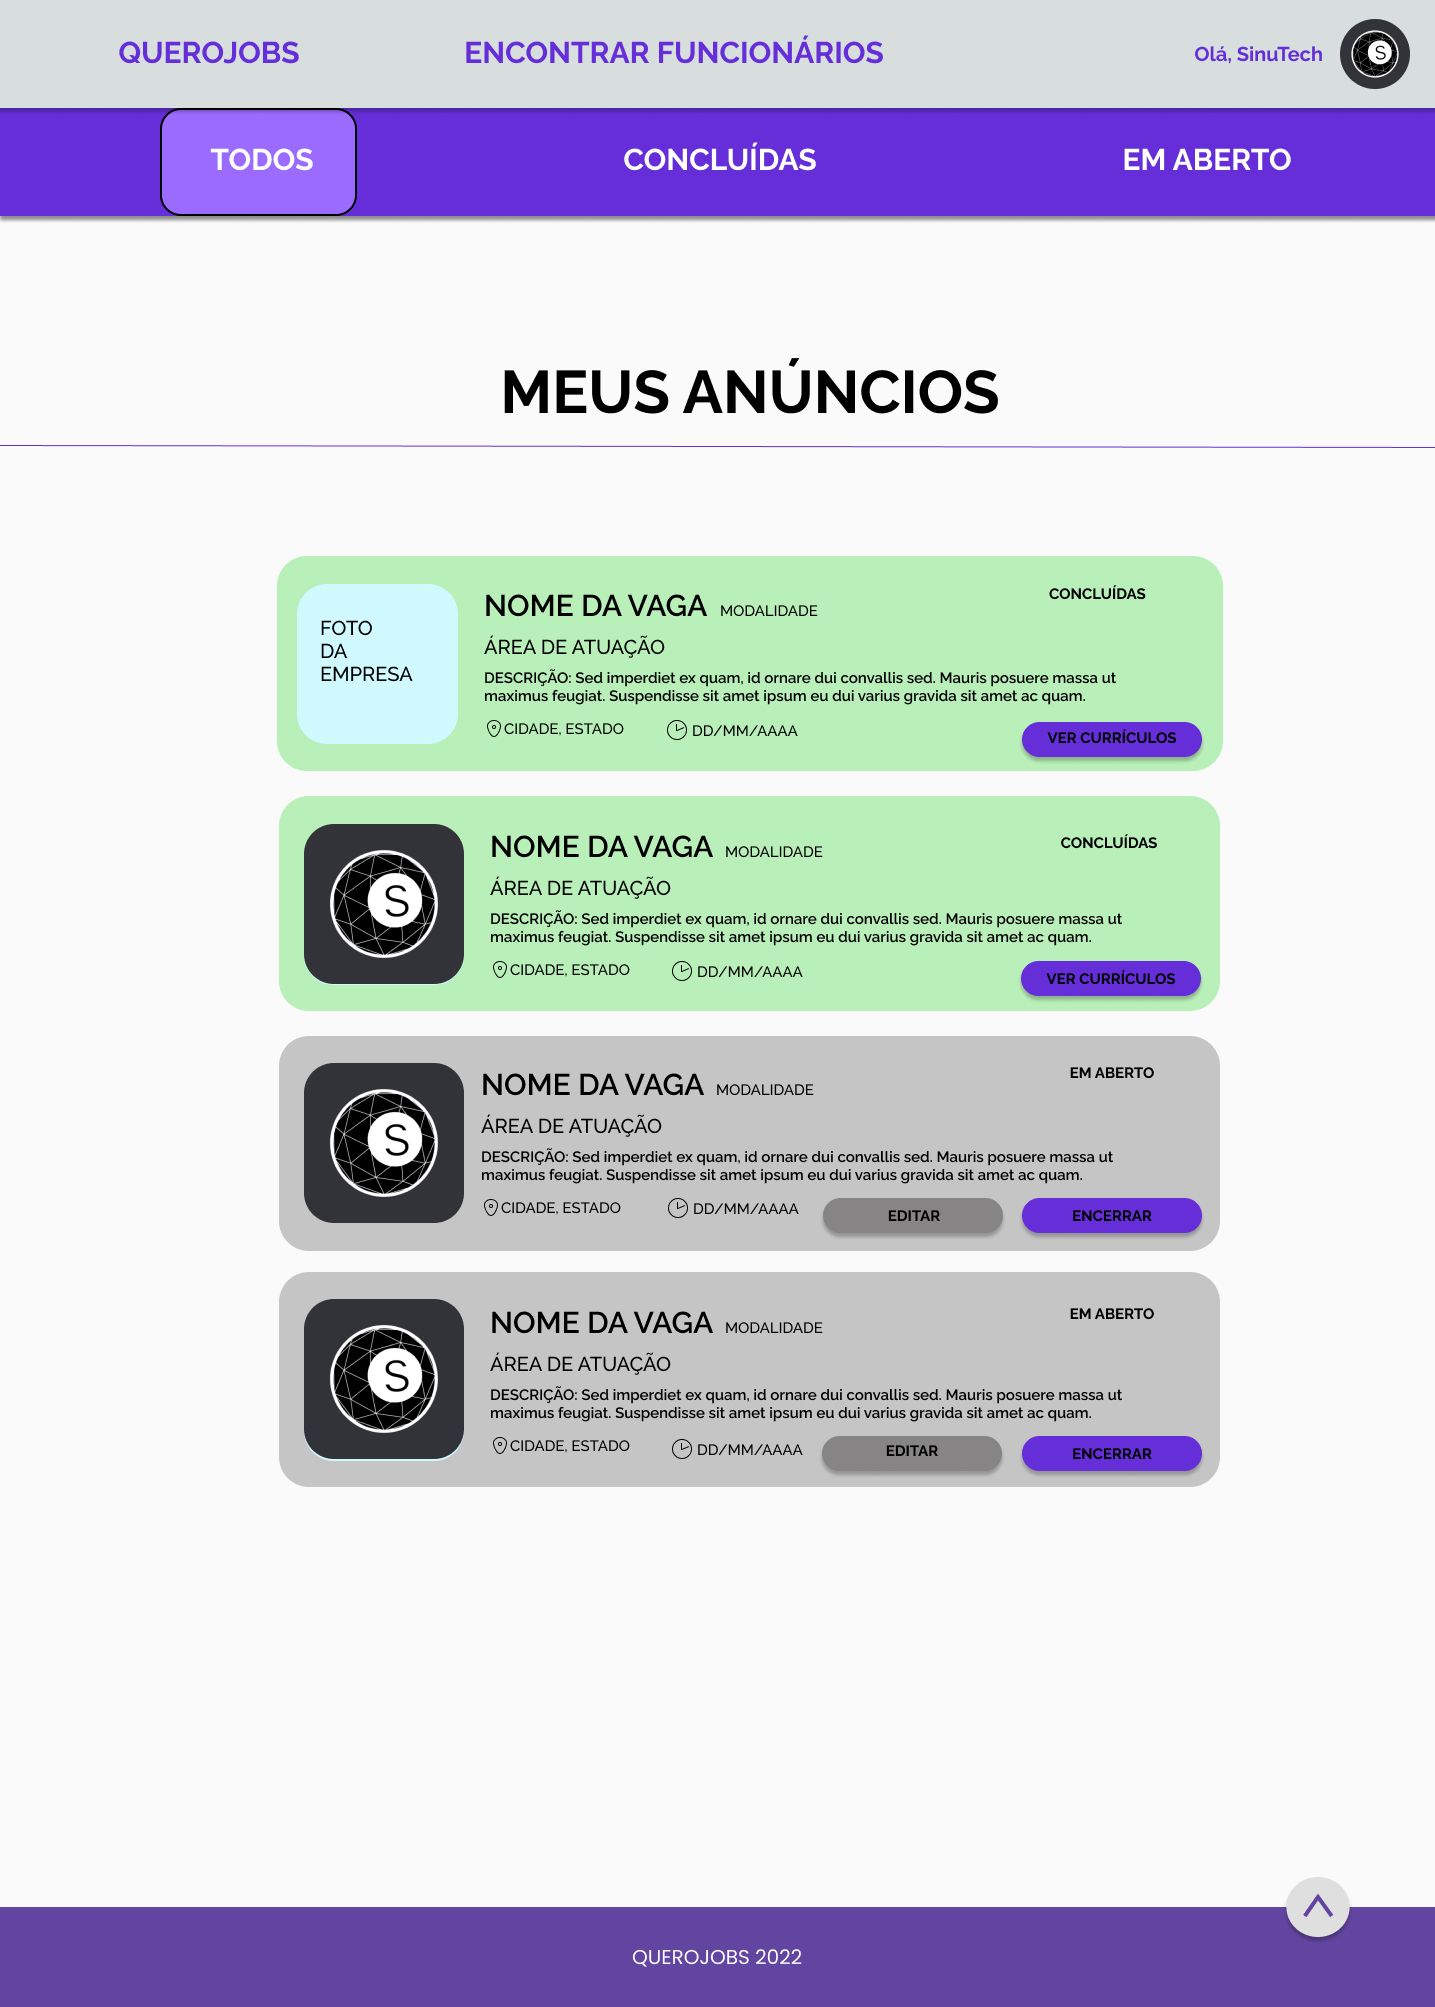 QUEROJOBS
ENCONTRAR FUNCIONÁRIOS
Olá, SinuTech
S
TODOS
CONCLUÍDAS
EM ABERTO
MEUS ANÚNCIOS
FOTO
DA
EMPRESA
NOME DA VAGA MODALIDADE
CONCLUÍDAS
ÁREA DE ATUAÇÃO
DESCRIÇÃO: Sed imperdiet ex quam, id ornare dui convallis sed. Mauris posuere massa ut
maximus feugiat. Suspendisse sit amet ipsum eu dui varius gravida sit amet ac quam.
CIDADE, ESTADO
DD/MM/AAAA
VER CURRÍCULOS
S
NOME DA VAGA MODALIDADE
CONCLUÍDAS
ÁREA DE ATUAÇÃO
DESCRIÇÃO: Sed imperdiet ex quam, id ornare dui convallis sed. Mauris posuere massa ut
maximus feugiat. Suspendisse sit amet ipsum eu dui varius gravida sit amet ac quam.
CIDADE, ESTADO
DD/MM/AAAA
VER CURRÍCULOS
S
NOME DA VAGA MODALIDADE
EM ABERTO
ÁREA DE ATUAÇÃO
DESCRIÇÃO: Sed imperdiet ex quam, id ornare dui convallis sed. Mauris posuere massa ut
maximus feugiat. Suspendisse sit amet ipsum eu dui varius gravida sit amet ac quam.
CIDADE, ESTADO
DD/MM/AAAA
EDITAR
ENCERRAR
S
NOME DA VAGA MODALIDADE
EM ABERTO
ÁREA DE ATUAÇÃO
DESCRIÇÃO: Sed imperdiet ex quam, id ornare dui convallis sed. Mauris posuere massa ut
maximus feugiat. Suspendisse sit amet ipsum eu dui varius gravida sit amet ac quam.
CIDADE, ESTADO
DD/MM/AAAA
EDITAR
ENCERRAR
QUEROJOBS 2022